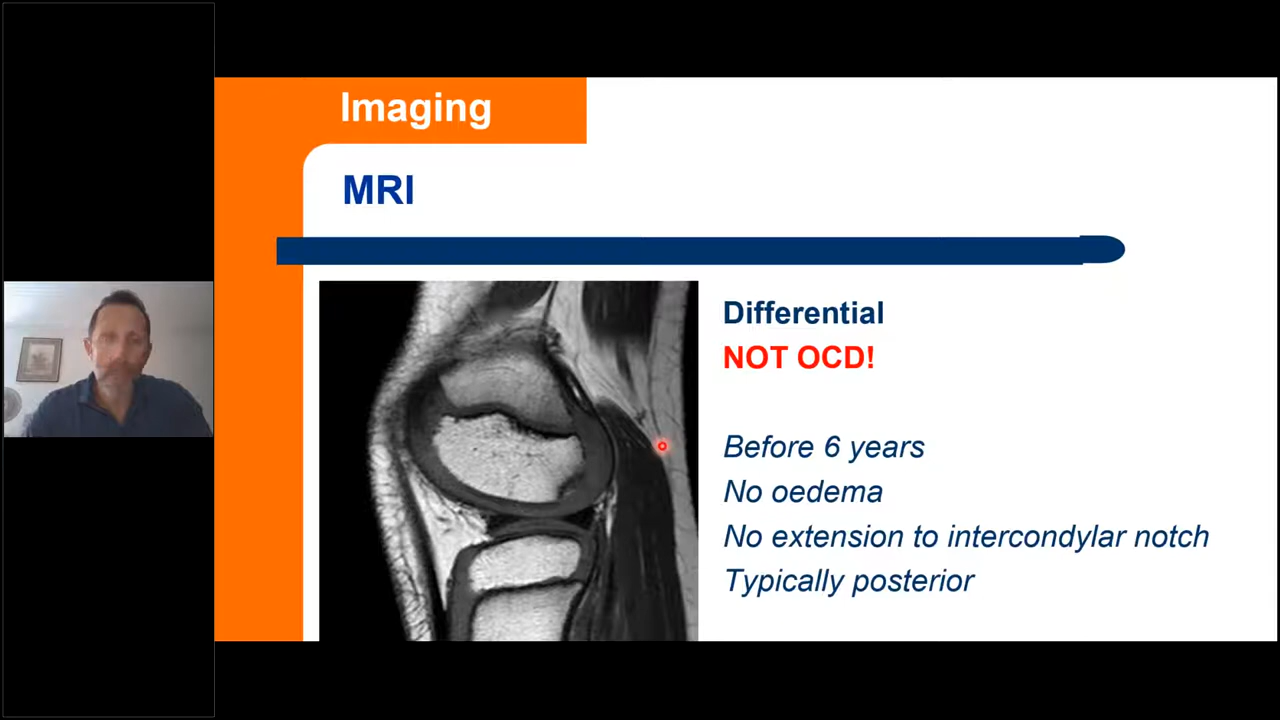 Imaging
MRI
Differential
NOT OCD!
Before 6 years
No oedema
No extension to intercondylar notch
Typically posterior